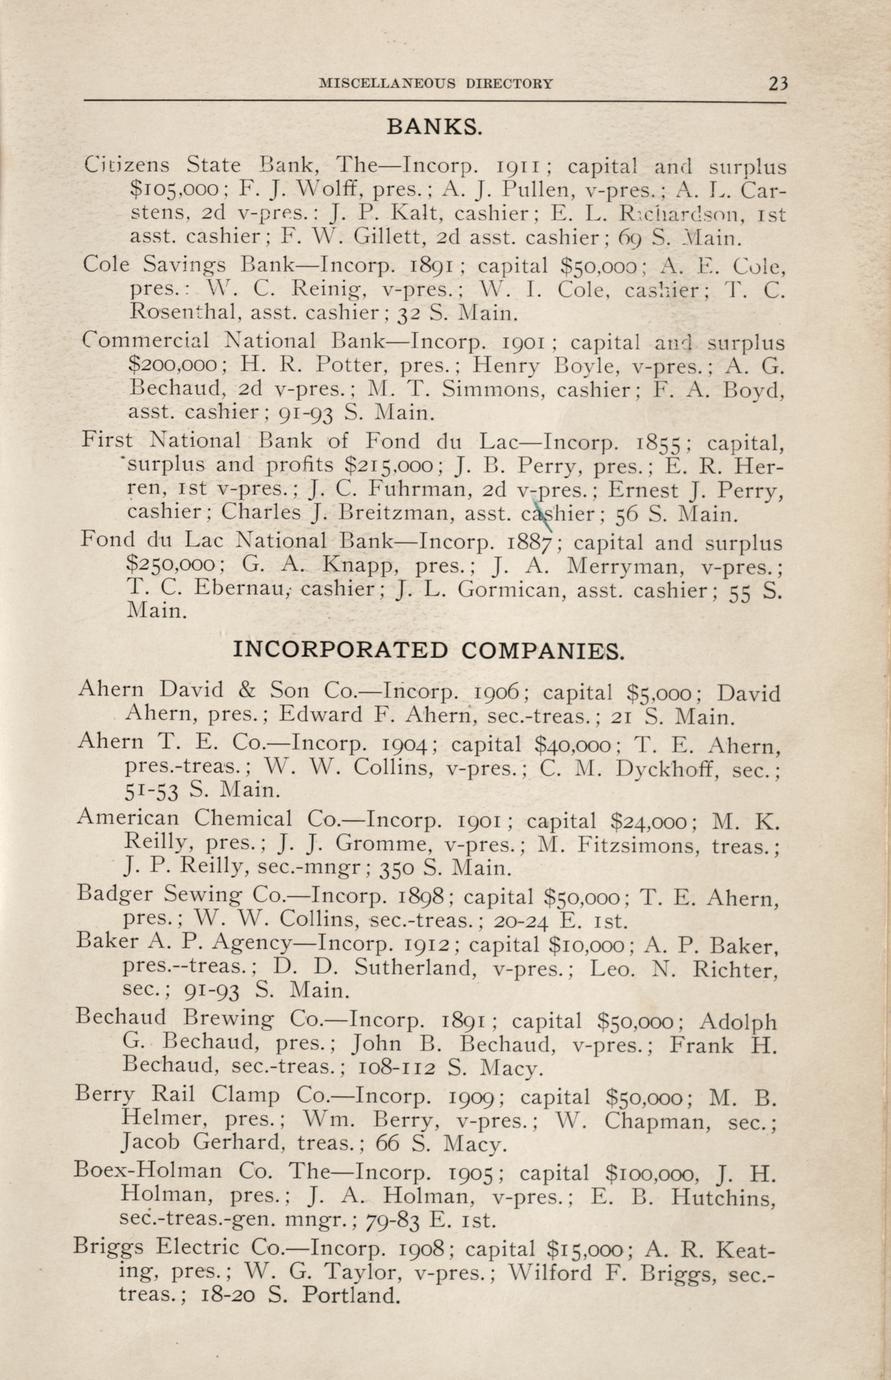 MISCELLANEOUS DIRECTORY 23
BANKS.
Citizens State Bank, The—Incorp. 1911; capital and surplus
$105,000; F. J. Wolff, pres.; A. J. Pullen, v-pres.; A. L. Car-
stens, 2d v-pres.: J. P. Kalt, cashier; E. L. Richardson, 1st
asst. cashier; F. W. Gillett, 2d asst. cashier; 69 S. Main.
Cole Savings Bank—Incorp. 1891; capital $50,000; A. E. Cole,
pres.: W. C. Reinig, v-pres.; W. I. Cole, cashier; T. C.
Rosenthal, asst. cashier; 32 S. Main.
Commercial National Bank—Incorp. 1901; capital and surplus
$200,000; H. R. Potter, pres.; Henry Boyle, v-pres.; A. G.
Bechaud, 2d v-pres.; M. T. Simmons, cashier; F. A. Boyd,
asst. cashier; 91-93 S. Main.
First National Bank of Fond du Lac—Incorp. 1855; capital,
surplus and profits $215,000; J. B. Perry, pres.; E. R. Her-
ren, 1st v-pres.; J. C. Fuhrman, 2d v-pres.; Ernest J. Perry,
cashier; Charles J. Breitzman, asst. cashier; 56 S. Main.
Fond du Lac National Bank—Incorp. 1887; capital and surplus
$250,000; G. A. Knapp, pres.; J. A. Merryman, v-pres.;
T. C. Ebernau, cashier; J. L. Gormican, asst. cashier; 55 S.
Main.
INCORPORATED COMPANIES.
Ahern David & Son Co.—Incorp. 1906; capital $5,000; David
Ahern, pres.; Edward F. Ahern, sec.-treas.; 21 S. Main.
Ahern T. E. Co.—Incorp. 1904; capital $40,000; T. E. Ahern,
pres.-treas.; W. W. Collins, v-pres.; C. M. Dyckhoff, sec.;
51-53 S. Main.
American Chemical Co.—Incorp. 1901; capital $24,000; M. K.
Reilly, pres.; J. J. Gromme, v-pres.; M. Fitzsimons, treas.;
J. P. Reilly, sec.-mngr; 350 S. Main.
Badger Sewing Co.—Incorp. 1898; capital $50,000; T. E. Ahern,
pres.; W. W. Collins, sec.-treas.; 20-24 E. 1st.
Baker A. P. Agency—Incorp. 1912; capital $10,000; A. P. Baker,
pres.--treas.; D. D. Sutherland, v-pres.; Leo. N. Richter,
sec.; 91-93 S. Main.
Bechaud Brewing Co.—Incorp. 1891; capital $50,000; Adolph
G. Bechaud, pres.; John B. Bechaud, v-pres.; Frank H.
Bechaud, sec.-treas.; 108-112 S. Macy.
Berry Rail Clamp Co.—Incorp. 1909; capital $50,000; M. B.
Helmer, pres.; Wm. Berry, v-pres.; W. Chapman, sec.;
Jacob Gerhard, treas.; 66 S. Macy.
Boex-Holman Co. The—Incorp. 1905; capital $100,000, J. H.
Holman, pres.; J. A. Holman, v-pres.; E. B. Hutchins,
sec.-treas.-gen. mngr.; 79-83 E. 1st.
Briggs Electric Co.—Incorp. 1908; capital $15,000; A. R. Keat-
ing, pres.; W. G. Taylor, v-pres.; Wilford F. Briggs, sec.-
treas.; 18-20 S. Portland.